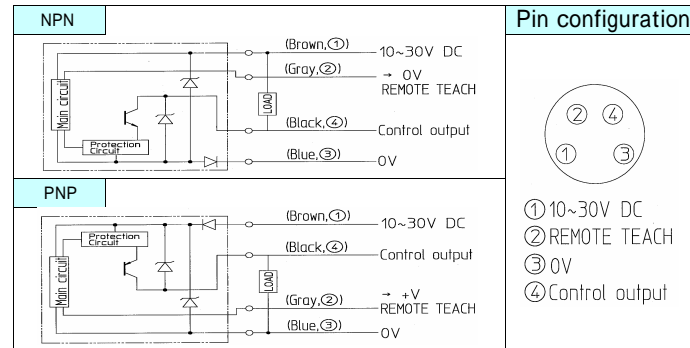 NPN
Pin configuration
(Brown,①)
10~30V DC
(Gray,②)
→ 0V
REMOTE TEACH
Main circuit
LOAD
(Black,④)
Control output
Protection
Circuit
(Blue,③)
0V
② ④
① ③
PNP
(Brown,①)
10~30V DC
Protection
Circuit
(Black,④)
Control output
Main circuit
LOAD
(Gray,②)
→ +V
REMOTE TEACH
(Blue,③)
0V
①10~30V DC
②REMOTE TEACH
③0V
④Control output